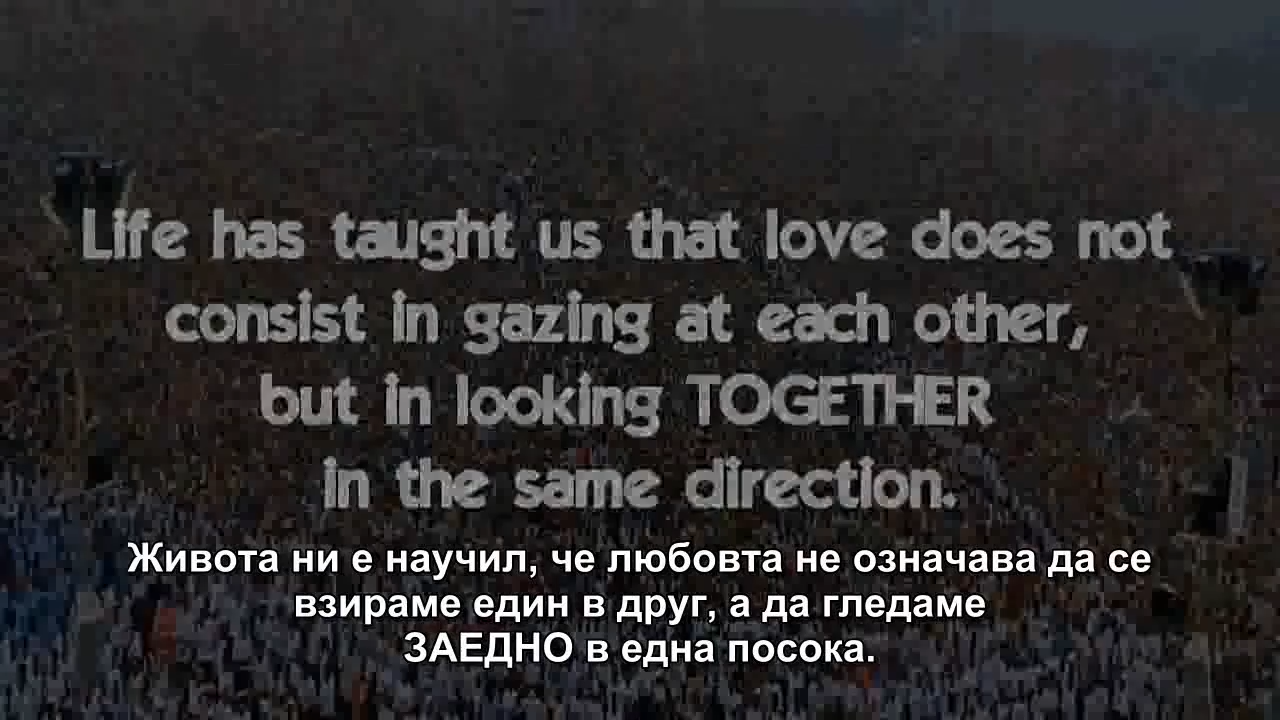 Life has taught us that love does not
consist in gazing at each other,
but in looking TOGETHER
in the same direction.
Живота ни е научил, че любовта не означава да се
взираме един в друг, а да гледаме
ЗАЕДНО в една посока.